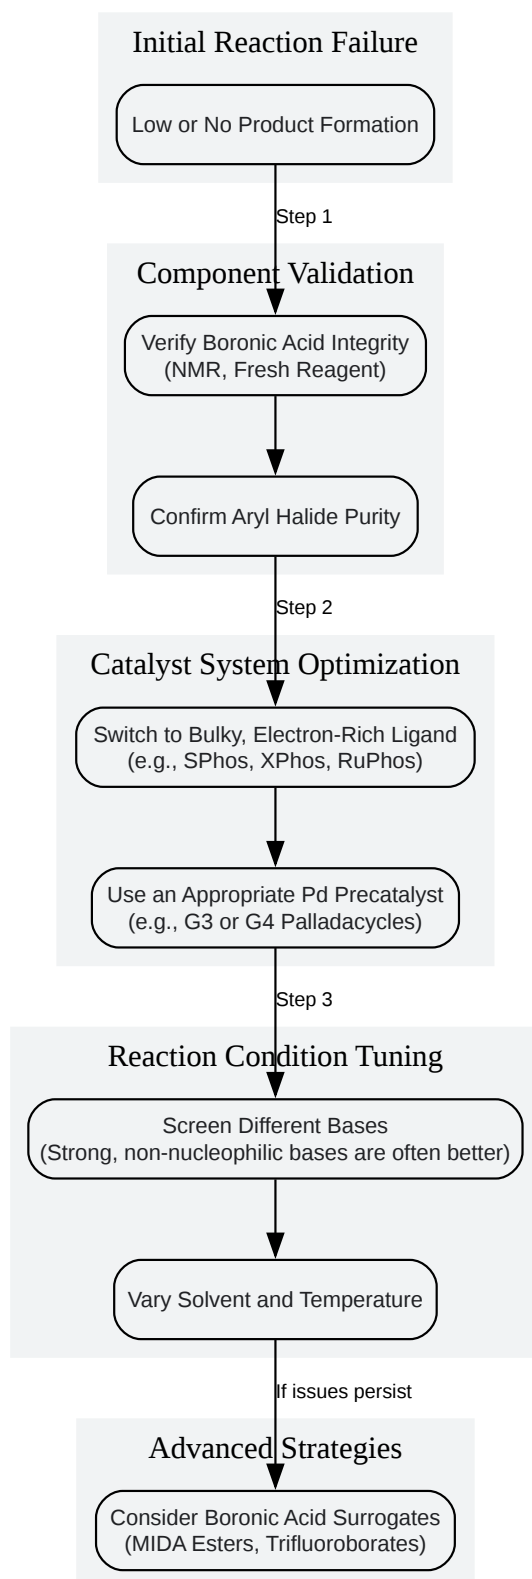 Initial Reaction Failure
Low or No Product Formation
Step 1
Component Validation
Verify Boronic Acid Integrity
(NMR, Fresh Reagent)
Confirm Aryl Halide Purity
Step 2
Catalyst System Optimization
Switch to Bulky, Electron-Rich Ligand
(e.g., SPhos, XPhos, RuPhos)
Use an Appropriate Pd Precatalyst
(e.g., G3 or G4 Palladacycles)
Step 3
Reaction Condition Tuning
Screen Different Bases
(Strong, non-nucleophilic bases are often better)
Vary Solvent and Temperature
If issues persist
Advanced Strategies
Consider Boronic Acid Surrogates
(MIDA Esters, Trifluoroborates)